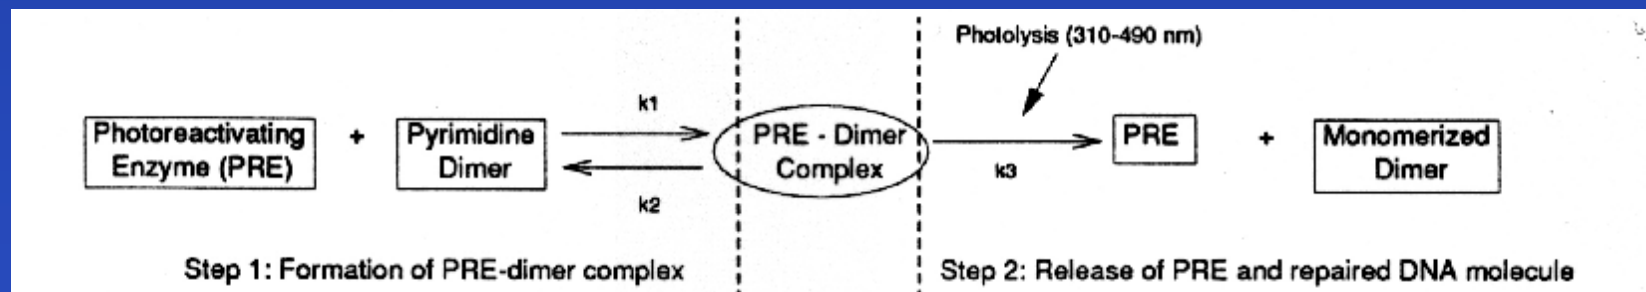 Photolysis (310-490 nm)
k1
Photoreactivating
Enzyme (PRE)
+
Pyrimidine
Dimer
k2
PRE - Dimer
Complex
k3
PRE
+
Monomerized
Dimer
Step 1: Formation of PRE-dimer complex
Step 2: Release of PRE and repaired DNA molecule